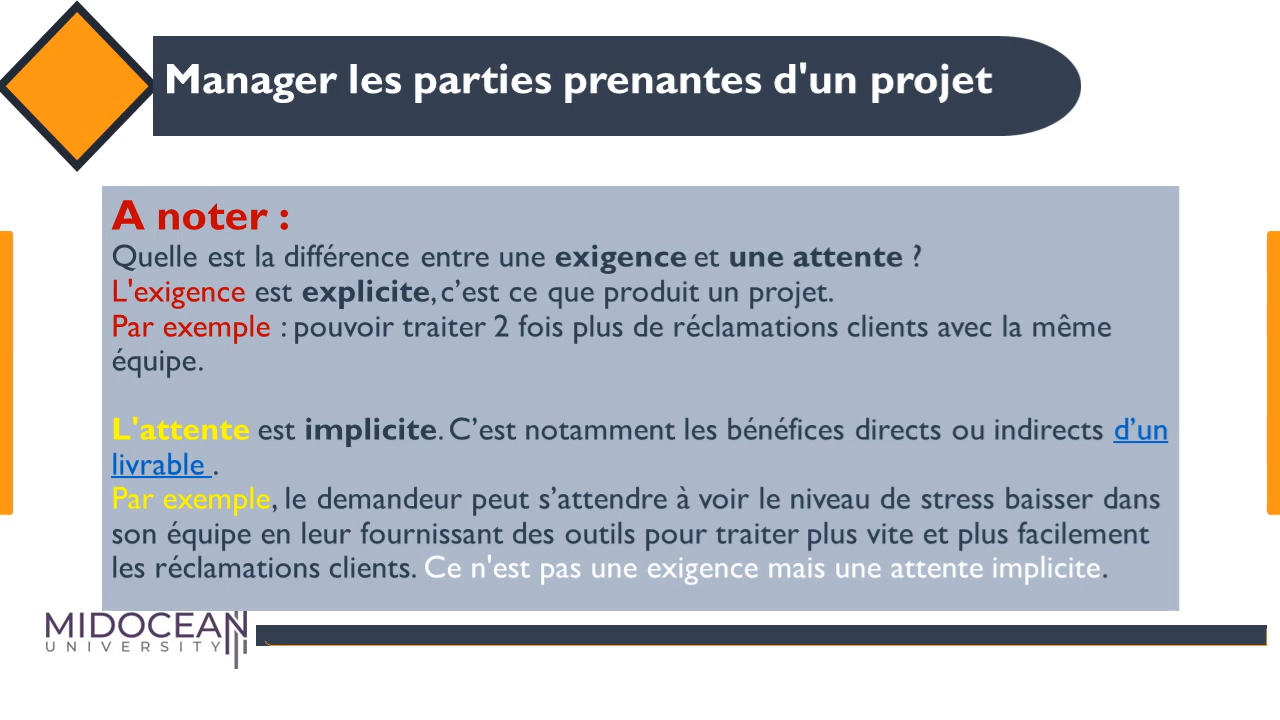 Manager les parties prenantes d'un projet
A noter :
Quelle est la différence entre une exigence et une attente ?
L'exigence est explicite, c’est ce que produit un projet.
Par exemple : pouvoir traiter 2 fois plus de réclamations clients avec la même
équipe.
L'attente est implicite. C’est notamment les bénéfices directs ou indirects d’un
livrable .
Par exemple, le demandeur peut s’attendre à voir le niveau de stress baisser dans
son équipe en leur fournissant des outils pour traiter plus vite et plus facilement
les réclamations clients. Ce n'est pas une exigence mais une attente implicite.
MIDOCEAN
UNIVERSITY